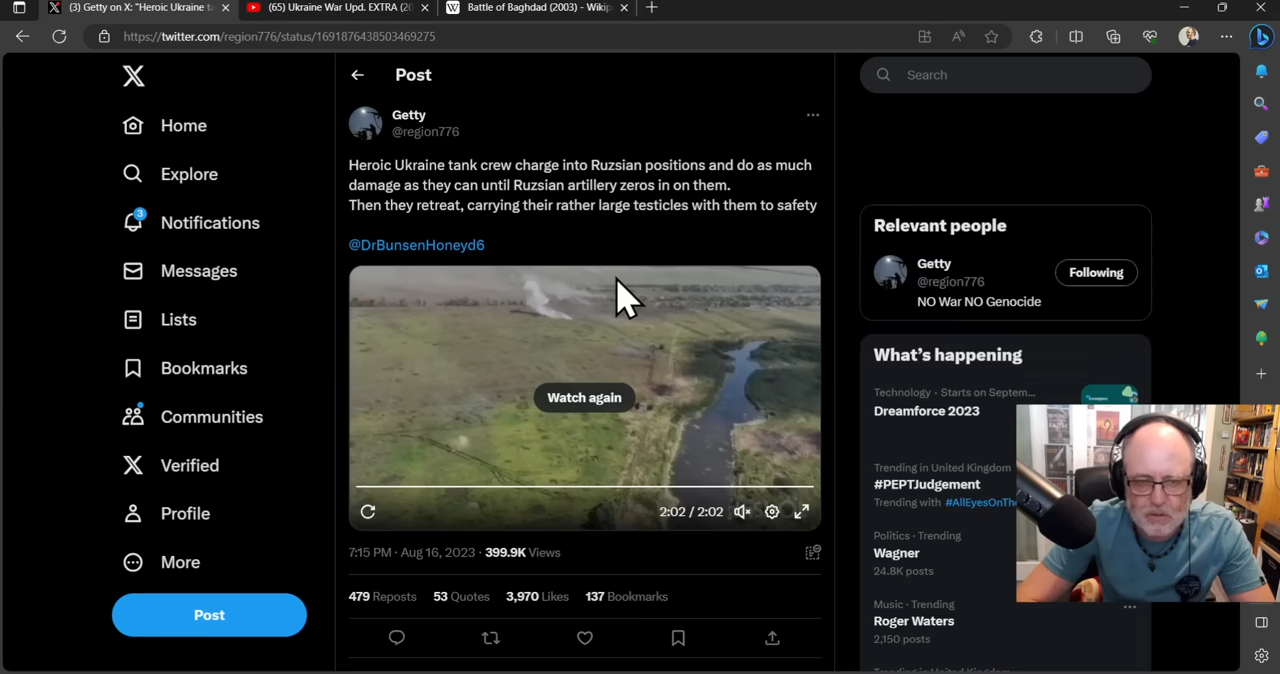 (3) Getty on X: "Heroic Ukraine ta
(65) Ukraine War Upd. EXTRA (20
W Battle of Baghdad (2003) - Wikip
https://twitter.com/region776/status/1691876438503469275
X
Home
Explore
3
Notifications
Messages
Lists
Bookmarks
Communities
Verified
Profile
More
Post
Post
Getty
@region776
Heroic Ukraine tank crew charge into Ruzsian positions and do as much
damage as they can until Ruzsian artillery zeros in on them.
Then they retreat, carrying their rather large testicles with them to safety
@DrBunsenHoneyd6
Watch again
2:02 / 2:02
7:15 PM · Aug 16, 2023 · 399.9K Views
479 Reposts 53 Quotes 3,970 Likes 137 Bookmarks
Search
Relevant people
Getty
@region776
Following
NO War NO Genocide
What's happening
Technology · Starts on Septem...
Dreamforce 2023
Trending in United Kingdom
#PEPTJudgement
Trending with #AllEyesOnThe
Politics · Trending
Wagner
24.8K posts
Music · Trending
Roger Waters
2,150 posts